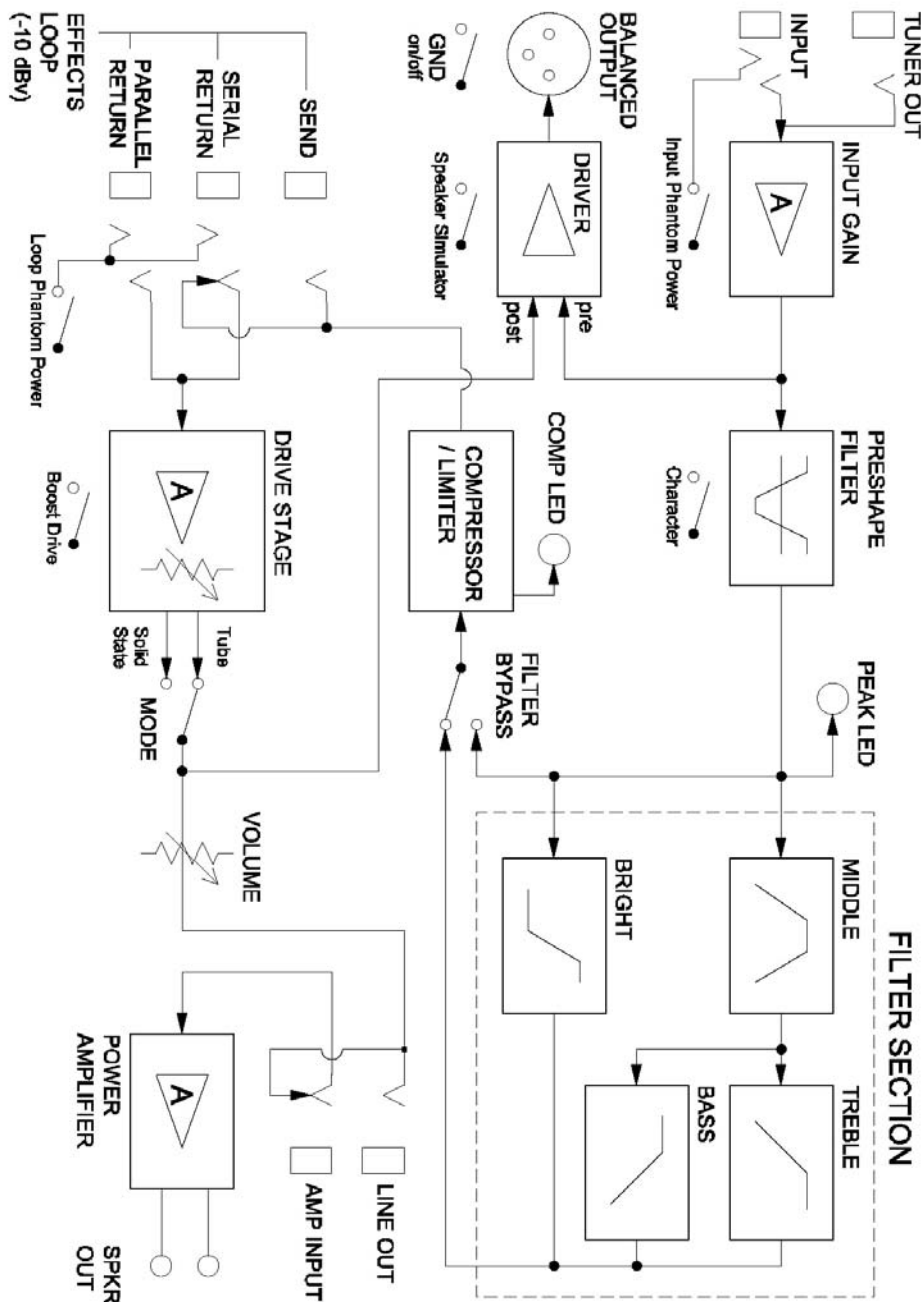 TUNER OUT
INPUT
INPUT GAIN
A
Input Phantom Power
PRESHAPE
FILTER
Character
PEAK LED
FILTER SECTION
MIDDLE
TREBLE
BASS
BRIGHT
BALANCED
OUTPUT
GND
on/off
DRIVER
Speaker Simulator
pre
post
COMP LED
COMPRESSOR
/ LIMITER
FILTER
BYPASS
EFFECTS
LOOP
(-10 dBv)
SEND
SERIAL
RETURN
PARALLEL
RETURN
Loop Phantom Power
DRIVE STAGE
A
Boost Drive
Tube
Solid
State
MODE
VOLUME
LINE OUT
AMP INPUT
POWER
AMPLIFIER
A
SPKR
OUT